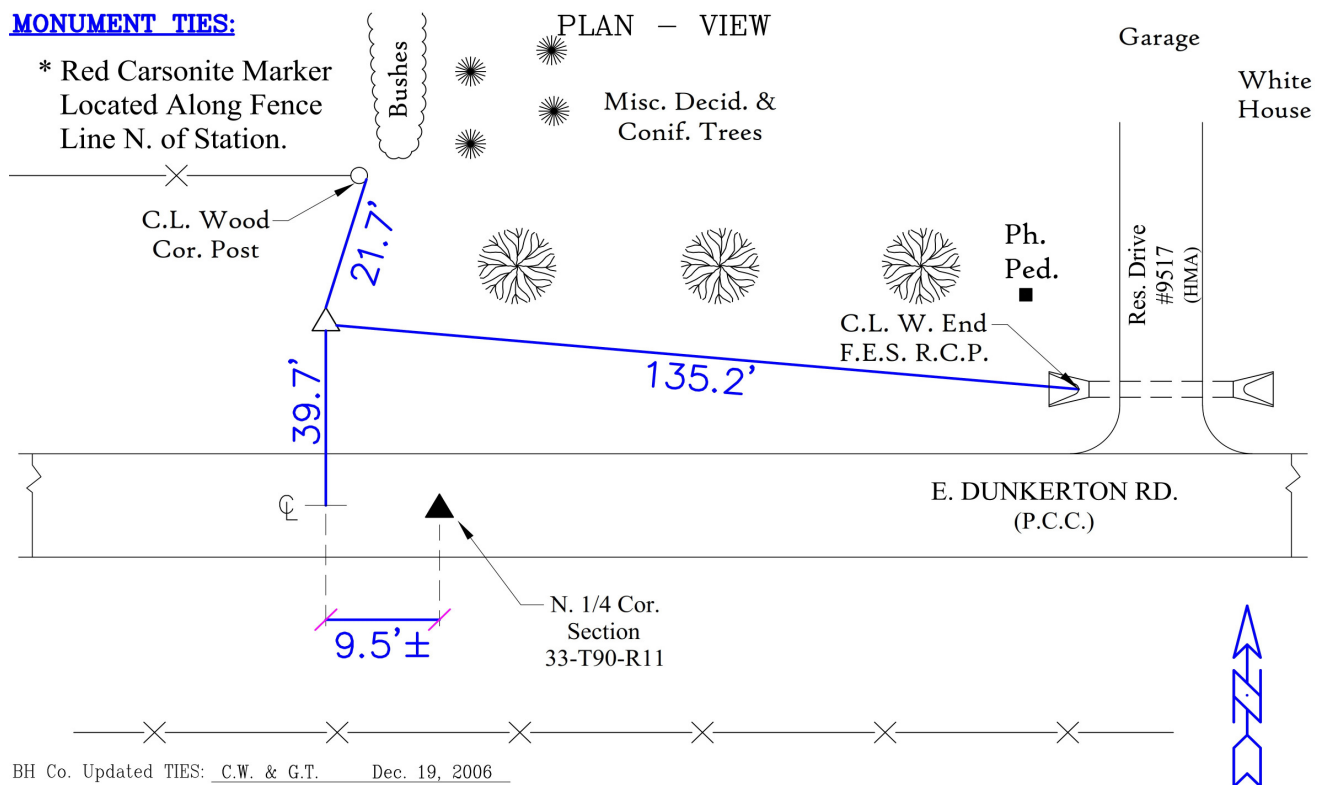 MONUMENT TIES:
PLAN - VIEW
* Red Carsonite Marker
Located Along Fence
Line N. of Station.
Bushes
Misc. Decid. &
Conif. Trees
Garage
White
House
C.L. Wood
Cor. Post
21.7'
Ph.
Ped.
Res. Drive
#9517
(HMA)
C.L. W. End
F.E.S. R.C.P.
135.2'
39.7'
E. DUNKERTON RD.
(P.C.C.)
℄
N. 1/4 Cor.
Section
33-T90-R11
9.5'±
N
BH Co. Updated TIES: C.W. & G.T. Dec. 19, 2006